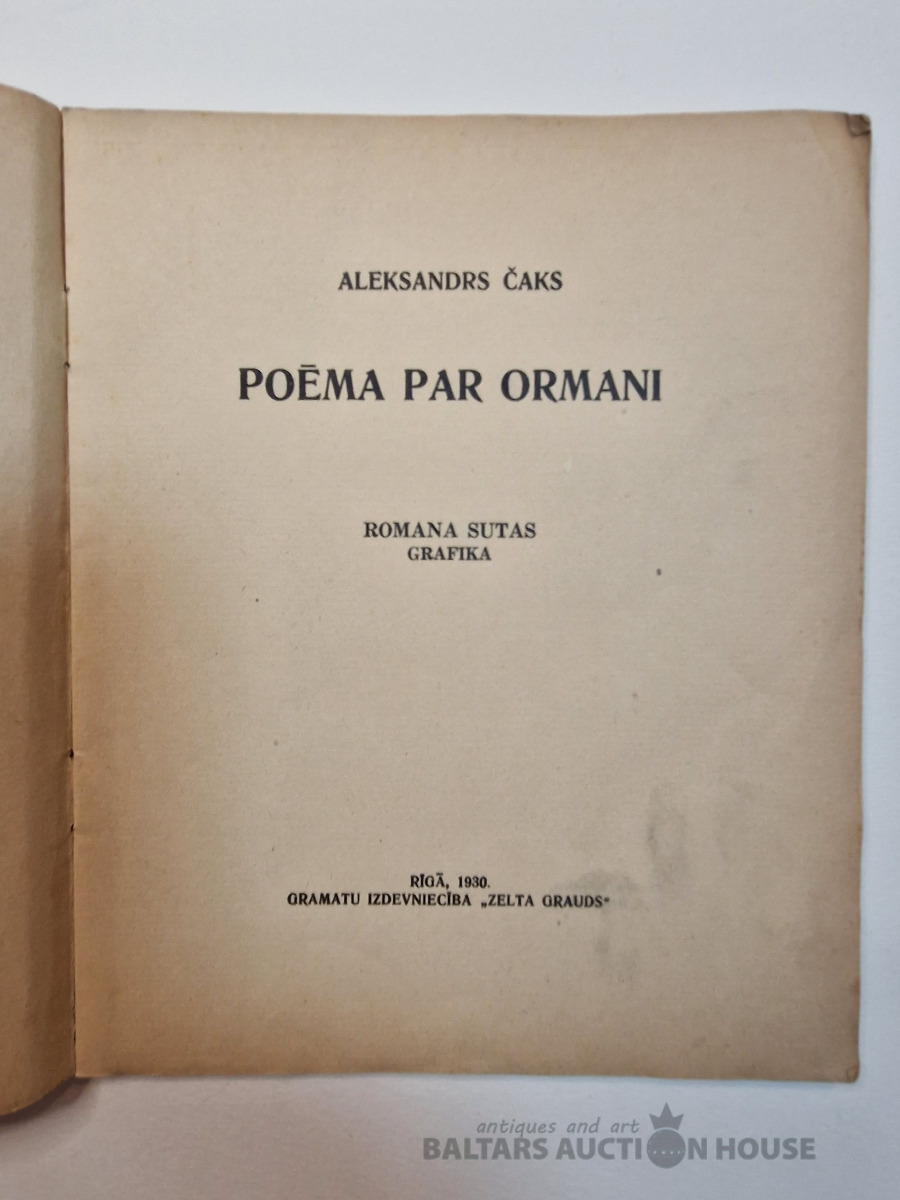 ALEKSANDRS ČAKS
POĒMA PAR ORMANI
ROMANA SUTAS
GRAFIKA
RĪGĀ, 1930.
GRAMATU IZDEVNIECĪBA „ZELTA GRAUDS“
antiques and art
BALTARS AUCTION HOUSE